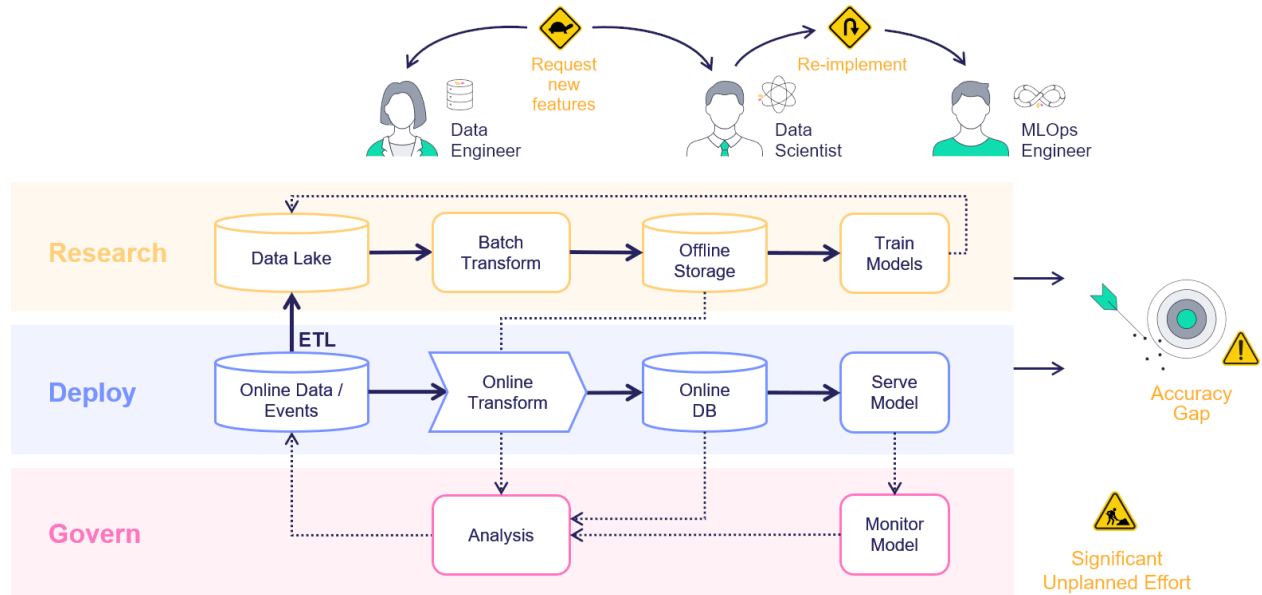 Request
new
features
Re-implement
Data
Engineer
Data
Scientist
MLOps
Engineer
Research
Data Lake
Batch
Transform
Offline
Storage
Train
Models
ETL
Deploy
Online Data /
Events
Online
Transform
Online
DB
Serve
Model
Accuracy
Gap
Govern
Analysis
Monitor
Model
Significant
Unplanned Effort